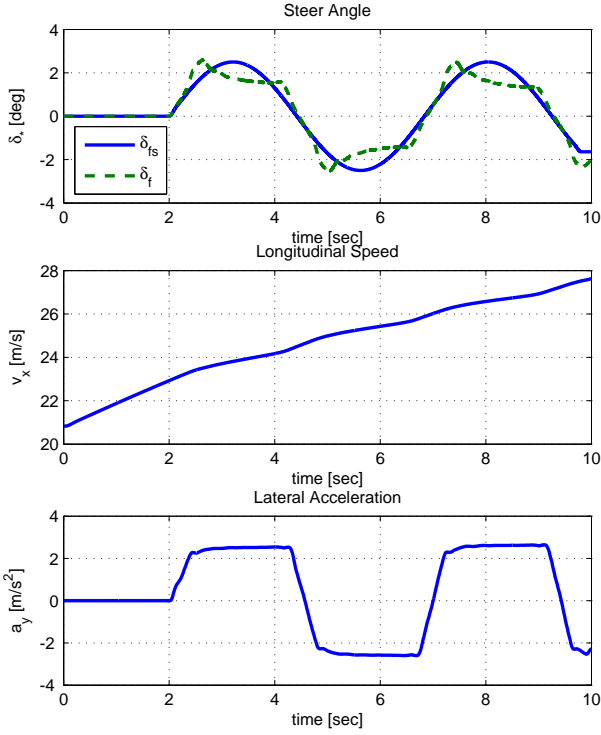 Steer Angle
4
2
0
-2
-4
δ* [deg]
δfs
δf
0 2 4 6 8 10
time [sec]
Longitudinal Speed
28
26
24
22
20
v_x [m/s]
0 2 4 6 8 10
time [sec]
Lateral Acceleration
4
2
0
-2
-4
a_y [m/s²]
0 2 4 6 8 10
time [sec]